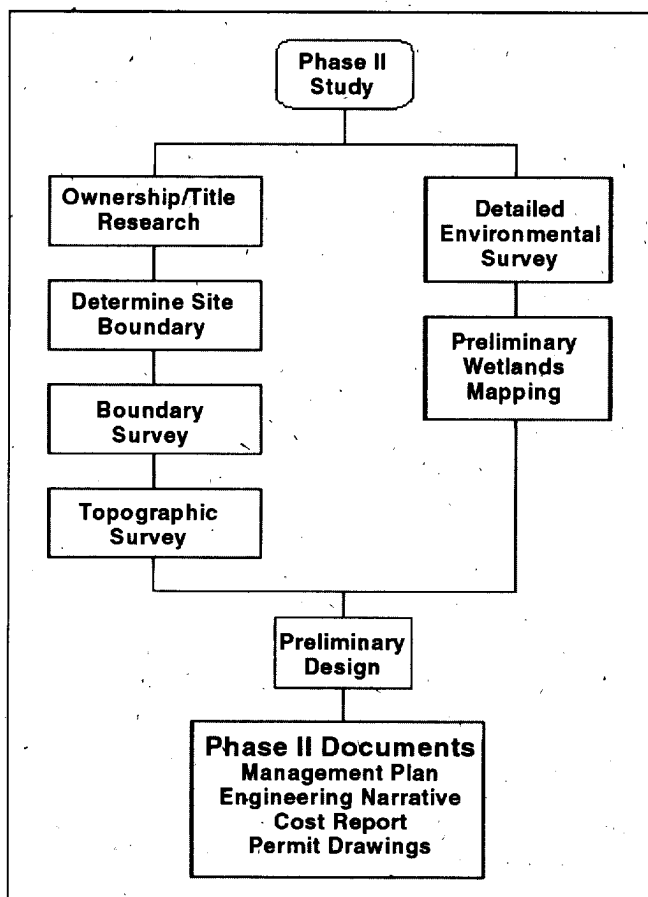 Phase II
Study
Ownership/Title
Research
Determine Site
Boundary
Boundary
Survey
Topographic
Survey
Detailed
Environmental
Survey
Preliminary
Wetlands
Mapping
Preliminary
Design
Phase II Documents
Management Plan
Engineering Narrative
Cost Report
Permit Drawings